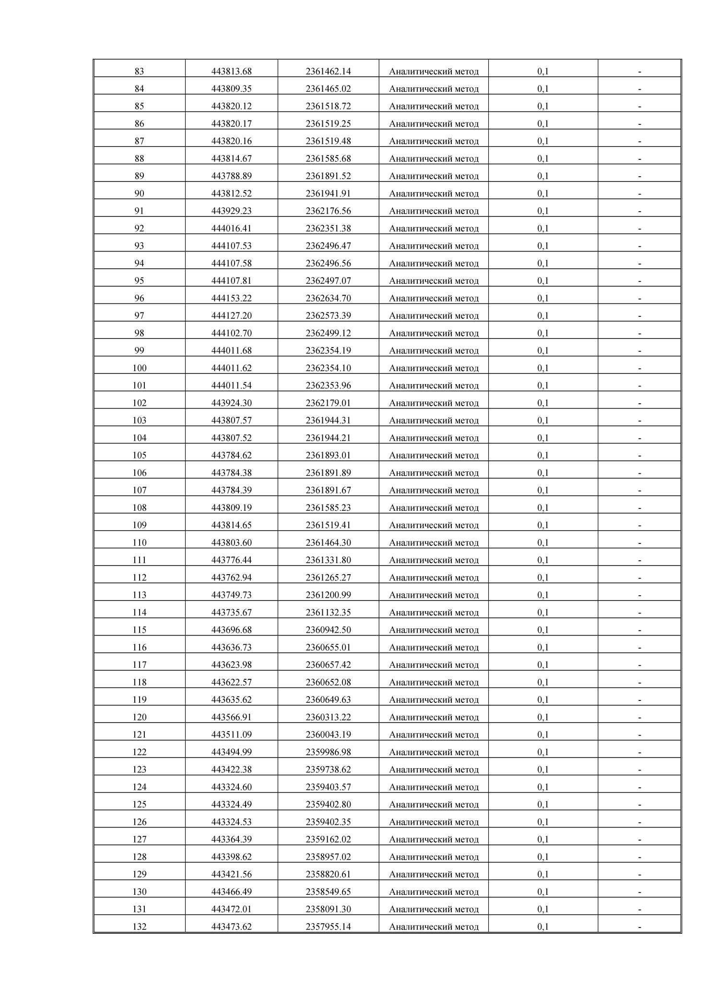 83 443813.68 2361462.14 Аналитический метод 0,1 -
84 443809.35 2361465.02 Аналитический метод 0,1 -
85 443820.12 2361518.72 Аналитический метод 0,1 -
86 443820.17 2361519.25 Аналитический метод 0,1 -
87 443820.16 2361519.48 Аналитический метод 0,1 -
88 443814.67 2361585.68 Аналитический метод 0,1 -
89 443788.89 2361891.52 Аналитический метод 0,1 -
90 443812.52 2361941.91 Аналитический метод 0,1 -
91 443929.23 2362176.56 Аналитический метод 0,1 -
92 444016.41 2362351.38 Аналитический метод 0,1 -
93 444107.53 2362496.47 Аналитический метод 0,1 -
94 444107.58 2362496.56 Аналитический метод 0,1 -
95 444107.81 2362497.07 Аналитический метод 0,1 -
96 444153.22 2362634.70 Аналитический метод 0,1 -
97 444127.20 2362573.39 Аналитический метод 0,1 -
98 444102.70 2362499.12 Аналитический метод 0,1 -
99 444011.68 2362354.19 Аналитический метод 0,1 -
100 444011.62 2362354.10 Аналитический метод 0,1 -
101 444011.54 2362353.96 Аналитический метод 0,1 -
102 443924.30 2362179.01 Аналитический метод 0,1 -
103 443807.57 2361944.31 Аналитический метод 0,1 -
104 443807.52 2361944.21 Аналитический метод 0,1 -
105 443784.62 2361893.01 Аналитический метод 0,1 -
106 443784.38 2361891.89 Аналитический метод 0,1 -
107 443784.39 2361891.67 Аналитический метод 0,1 -
108 443809.19 2361585.23 Аналитический метод 0,1 -
109 443814.65 2361519.41 Аналитический метод 0,1 -
110 443803.60 2361464.30 Аналитический метод 0,1 -
111 443776.44 2361331.80 Аналитический метод 0,1 -
112 443762.94 2361265.27 Аналитический метод 0,1 -
113 443749.73 2361200.99 Аналитический метод 0,1 -
114 443735.67 2361132.35 Аналитический метод 0,1 -
115 443696.68 2360942.50 Аналитический метод 0,1 -
116 443636.73 2360655.01 Аналитический метод 0,1 -
117 443623.98 2360657.42 Аналитический метод 0,1 -
118 443622.57 2360652.08 Аналитический метод 0,1 -
119 443635.62 2360649.63 Аналитический метод 0,1 -
120 443566.91 2360313.22 Аналитический метод 0,1 -
121 443511.09 2360043.19 Аналитический метод 0,1 -
122 443494.99 2359986.98 Аналитический метод 0,1 -
123 443422.38 2359738.62 Аналитический метод 0,1 -
124 443324.60 2359403.57 Аналитический метод 0,1 -
125 443324.49 2359402.80 Аналитический метод 0,1 -
126 443324.53 2359402.35 Аналитический метод 0,1 -
127 443364.39 2359162.02 Аналитический метод 0,1 -
128 443398.62 2358957.02 Аналитический метод 0,1 -
129 443421.56 2358820.61 Аналитический метод 0,1 -
130 443466.49 2358549.65 Аналитический метод 0,1 -
131 443472.01 2358091.30 Аналитический метод 0,1 -
132 443473.62 2357955.14 Аналитический метод 0,1 -